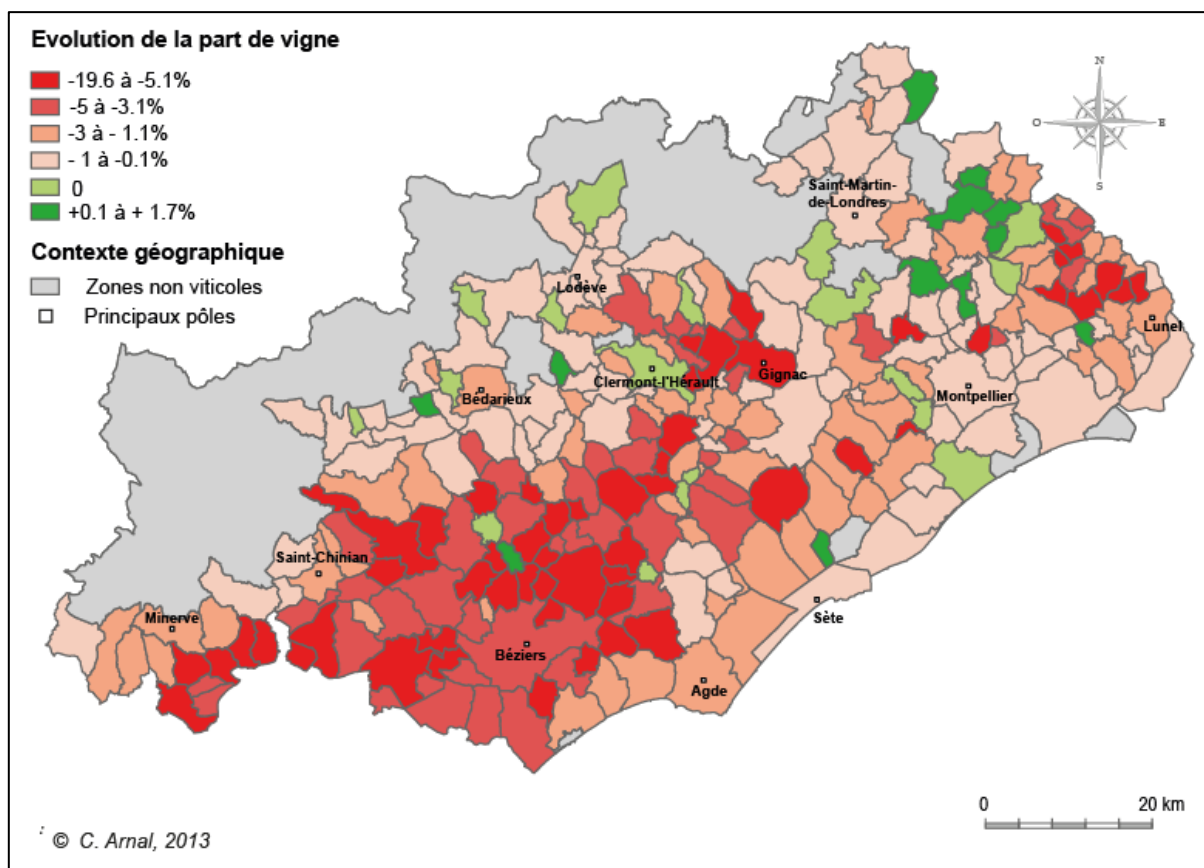 Evolution de la part de vigne
-19.6 à -5.1%
-5 à -3.1%
-3 à - 1.1%
- 1 à -0.1%
0
+0.1 à + 1.7%
Contexte géographique
Zones non viticoles
Principaux pôles
N
O
E
S
Saint-Martin-
de-Londres
Lodève
Lunel
Gignac
Clermont-l'Hérault
Bédarieux
Montpellier
Saint-Chinian
Sète
Minerve
Béziers
Agde
0 20 km
: © C. Arnal, 2013